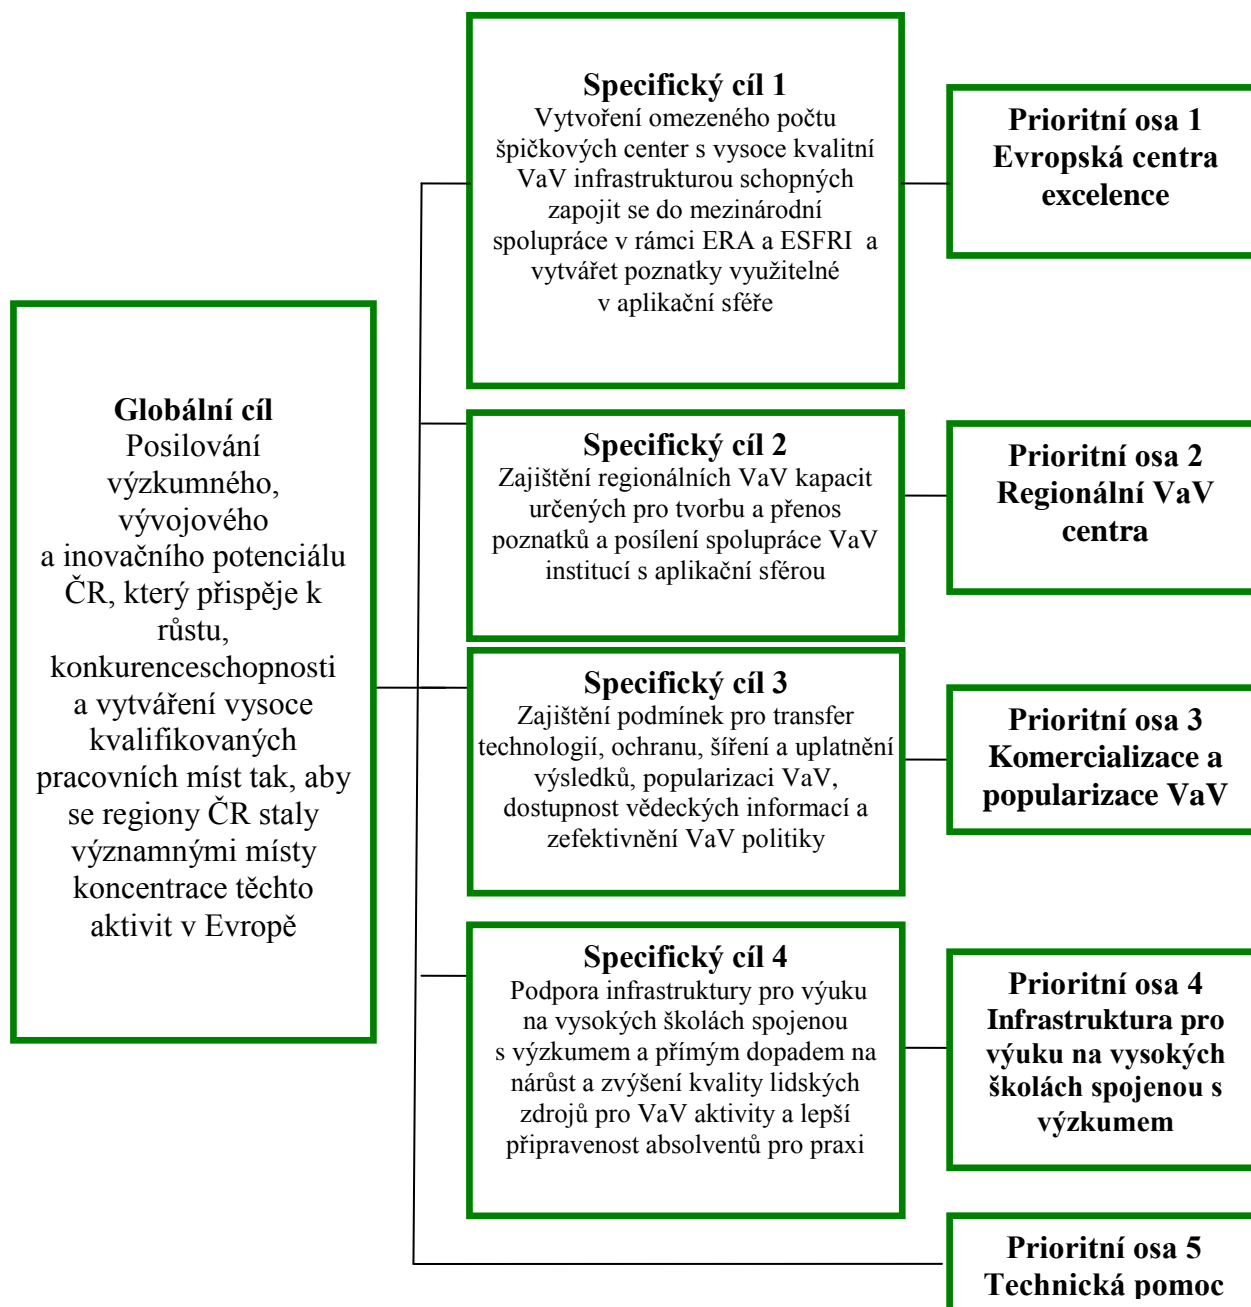 Globální cíl
Posilování
výzkumného,
vývojového
a inovačního potenciálu
ČR, který přispěje k
růstu,
konkurenceschopnosti
a vytváření vysoce
kvalifikovaných
pracovních míst tak, aby
se regiony ČR staly
významnými místy
koncentrace těchto
aktivit v Evropě
Specifický cíl 1
Vytvoření omezeného počtu
špičkových center s vysoce kvalitní
VaV infrastrukturou schopných
zapojit se do mezinárodní
spolupráce v rámci ERA a ESFRI a
vytvářet poznatky využitelné
v aplikační sféře
Prioritní osa 1
Evropská centra
excelence
Specifický cíl 2
Zajištění regionálních VaV kapacit
určených pro tvorbu a přenos
poznatků a posílení spolupráce VaV
institucí s aplikační sférou
Prioritní osa 2
Regionální VaV
centra
Specifický cíl 3
Zajištění podmínek pro transfer
technologií, ochranu, šíření a uplatnění
výsledků, popularizaci VaV,
dostupnost vědeckých informací a
zefektivnění VaV politiky
Prioritní osa 3
Komercializace a
popularizace VaV
Specifický cíl 4
Podpora infrastruktury pro výuku
na vysokých školách spojenou
s výzkumem a přímým dopadem na
nárůst a zvýšení kvality lidských
zdrojů pro VaV aktivity a lepší
připravenost absolventů pro praxi
Prioritní osa 4
Infrastruktura pro
výuku na vysokých
školách spojenou s
výzkumem
Prioritní osa 5
Technická pomoc